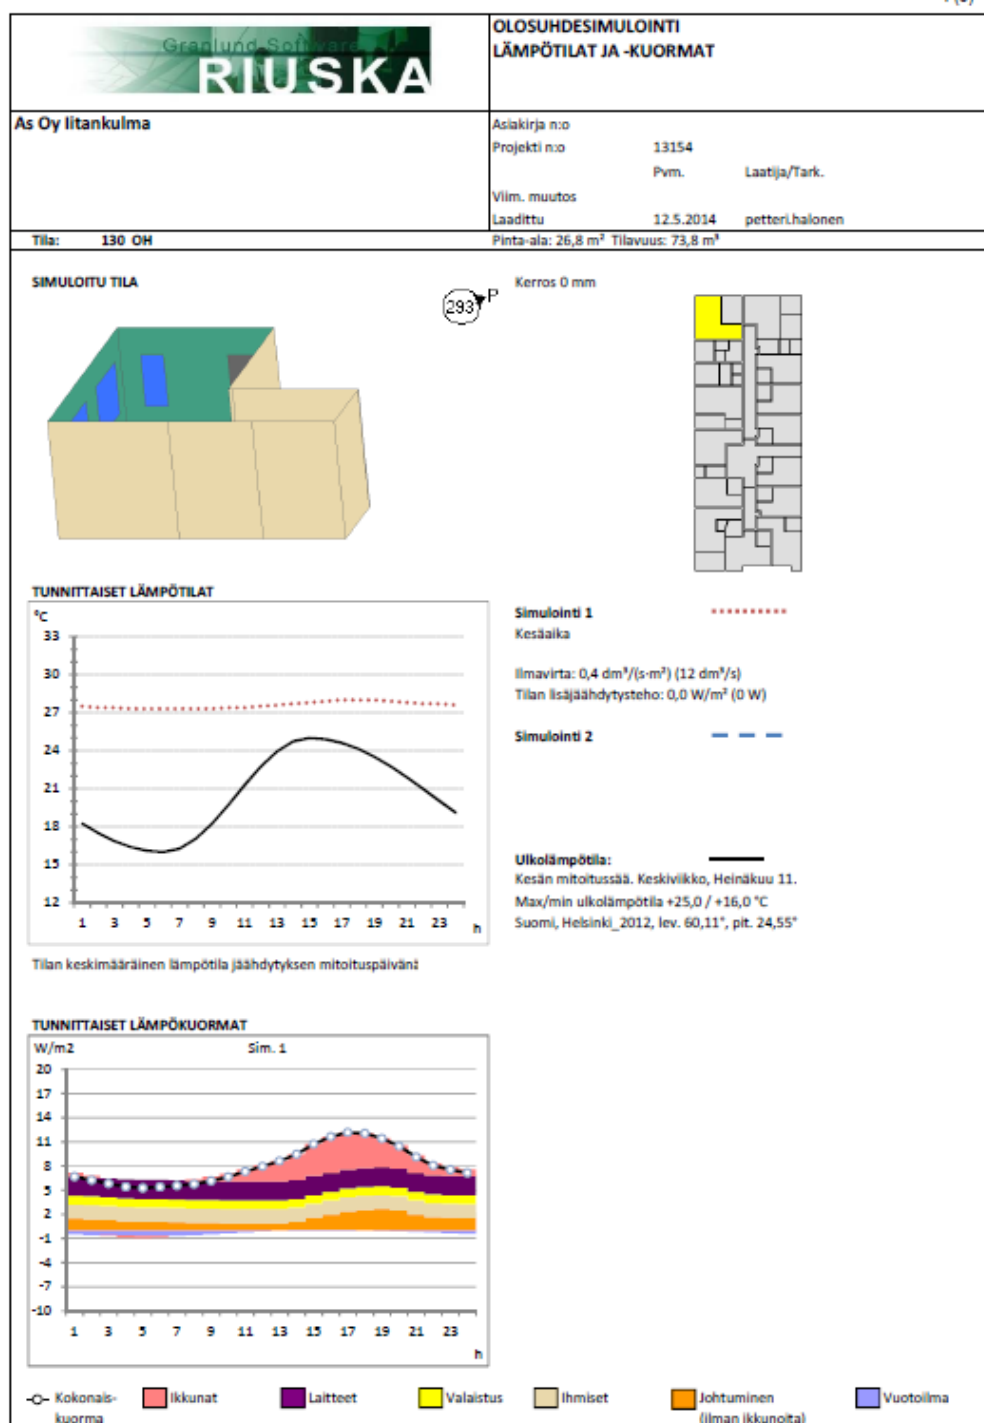 Granlund Software
RIUSKA
OLOSUHDESIMULOINTI
LÄMPÖTILAT JA -KUORMAT
As Oy Iitankulma
Asiakirja n:o
Projekti n:o 13154
Pvm. Laatija/Tark.
Viim. muutos
Laadittu 12.5.2014 petteri.halonen
Tila: 130 OH
Pinta-ala: 26,8 m² Tilavuus: 73,8 m³
SIMULOITU TILA
293
P
Kerros 0 mm
TUNNITTAISET LÄMPÖTILAT
°C
33
30
27
24
21
18
15
12
1 3 5 7 9 11 13 15 17 19 21 23
h
Simulointi 1
Kesäaika
Ilmavirta: 0,4 dm³/(s·m²) (12 dm³/s)
Tilan lisäjäähdytysteho: 0,0 W/m² (0 W)
Simulointi 2
Ulkolämpötila:
Kesän mitoitussää. Keskiviikko, Heinäkuu 11.
Max/min ulkolämpötila +25,0 / +16,0 °C
Suomi, Helsinki_2012, lev. 60,11°, pit. 24,55°
Tilan keskimääräinen lämpötila jäähdytyksen mitoituspäivänä
TUNNITTAISET LÄMPÖKUORMAT
W/m2
Sim. 1
20
17
14
11
8
5
2
-1
-4
-7
-10
1 3 5 7 9 11 13 15 17 19 21 23
h
Kokonais-
kuorma
Ikkunat
Laitteet
Valaistus
Ihmiset
Johtuminen
(ilman ikkunoita)
Vuotoilma